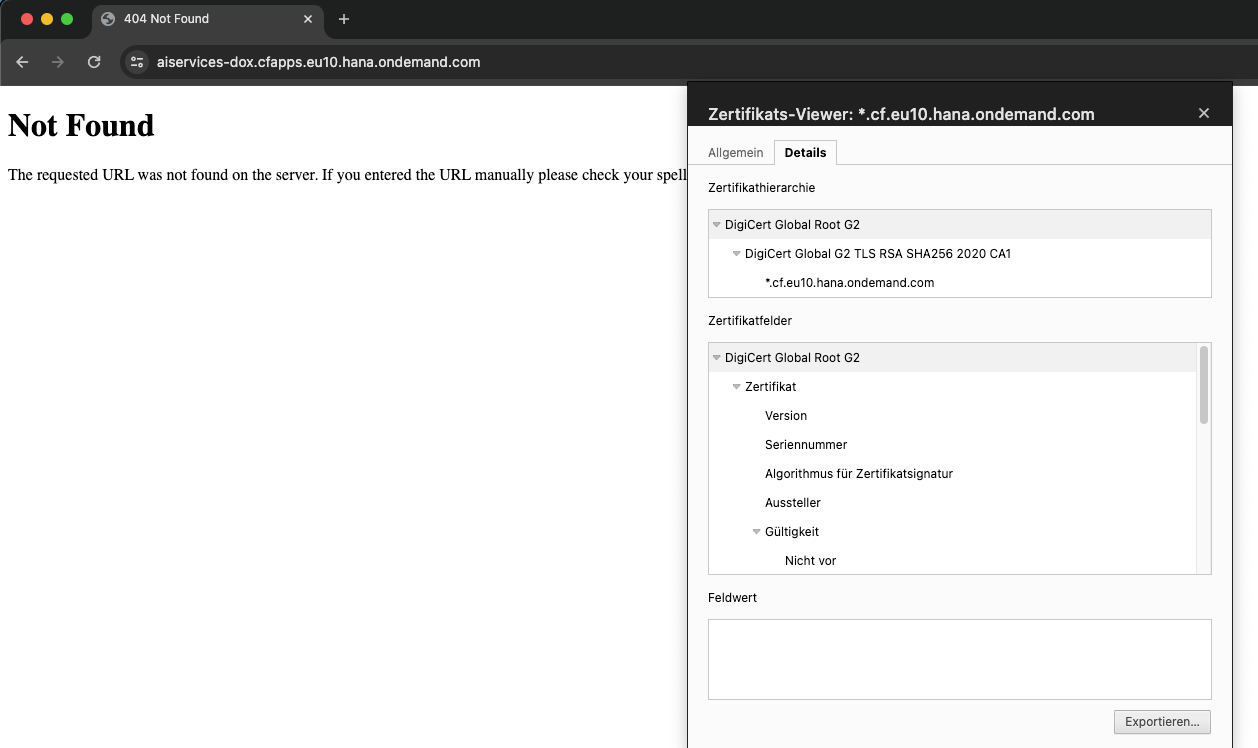 404 Not Found
aiservices-dox.cfapps.eu10.hana.ondemand.com
Not Found
The requested URL was not found on the server. If you entered the URL manually please check your spell
Zertifikats-Viewer: *.cf.eu10.hana.ondemand.com
Allgemein Details
Zertifikathierarchie
DigiCert Global Root G2
DigiCert Global G2 TLS RSA SHA256 2020 CA1
*.cf.eu10.hana.ondemand.com
Zertifikatfelder
DigiCert Global Root G2
Zertifikat
Version
Seriennummer
Algorithmus für Zertifikatsignatur
Aussteller
Gültigkeit
Nicht vor
Feldwert
Exportieren...